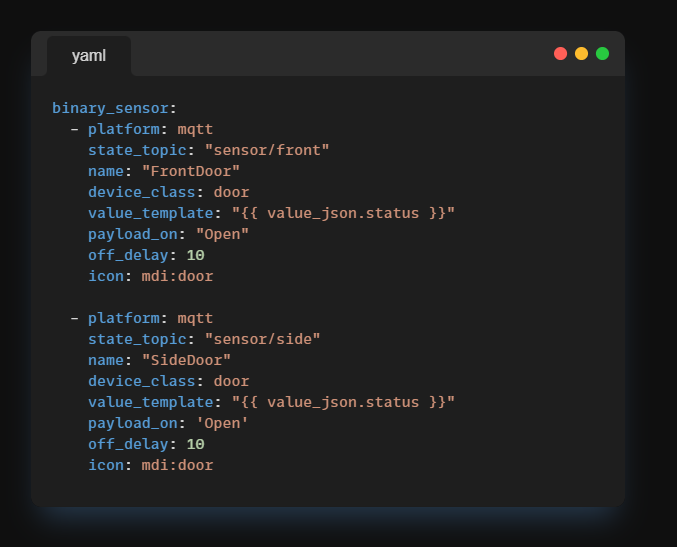 yaml
binary_sensor:
  - platform: mqtt
    state_topic: "sensor/front"
    name: "FrontDoor"
    device_class: door
    value_template: "{{ value_json.status }}"
    payload_on: "Open"
    off_delay: 10
    icon: mdi:door

  - platform: mqtt
    state_topic: "sensor/side"
    name: "SideDoor"
    device_class: door
    value_template: "{{ value_json.status }}"
    payload_on: 'Open'
    off_delay: 10
    icon: mdi:door